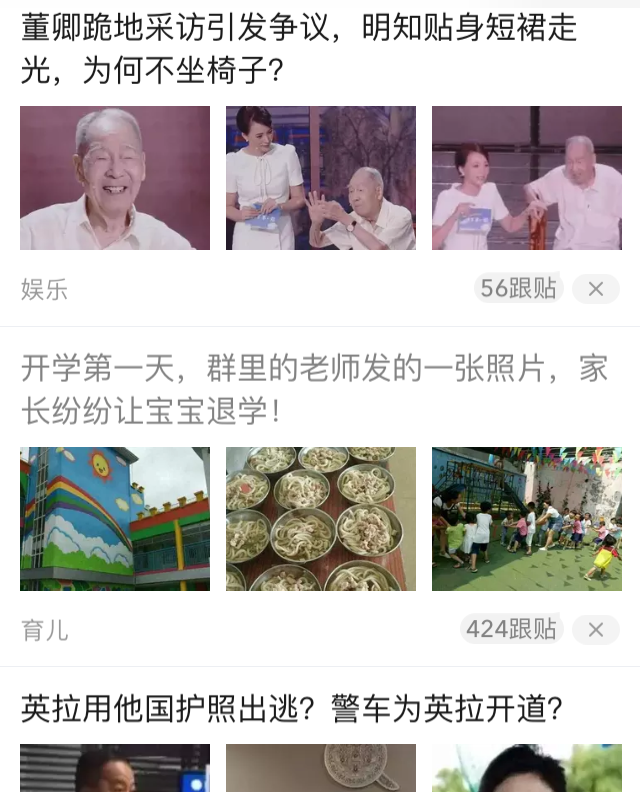 董卿跪地采访引发争议，明知贴身短裙走
光，为何不坐椅子？
娱乐
56跟贴
开学第一天，群里的老师发的一张照片，家
长纷纷让宝宝退学！
育儿
424跟贴
英拉用他国护照出逃？警车为英拉开道？